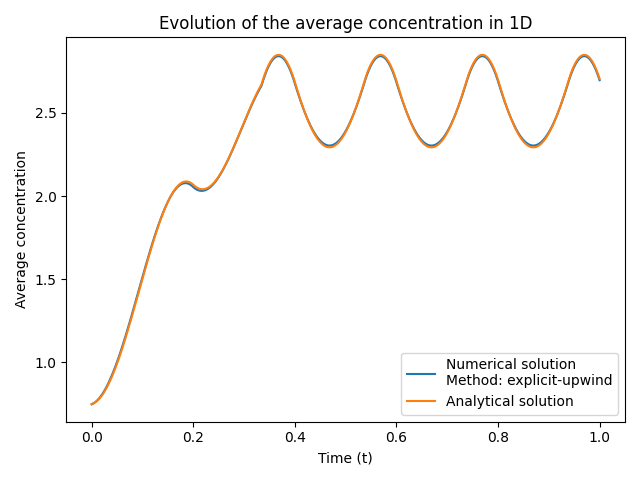 Evolution of the average concentration in 1D
Average concentration
2.5
2.0
1.5
1.0
0.0
0.2
0.4
0.6
0.8
1.0
Time (t)
Numerical solution
Method: explicit-upwind
Analytical solution